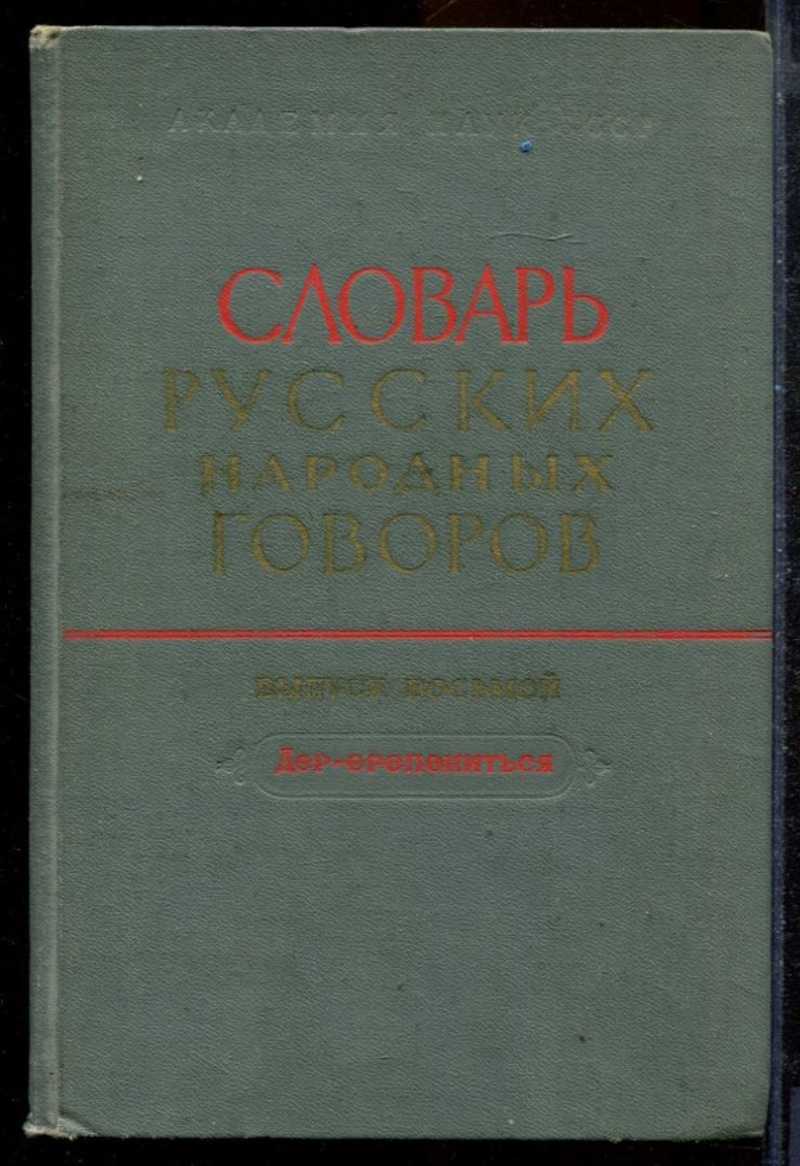 АКАДЕМИЯ НАУК СССР
СЛОВАРЬ
РУССКИХ
НАРОДНЫХ
ГОВОРОВ
ВЫПУСК ВОСЬМОЙ
Дер-ерепениться